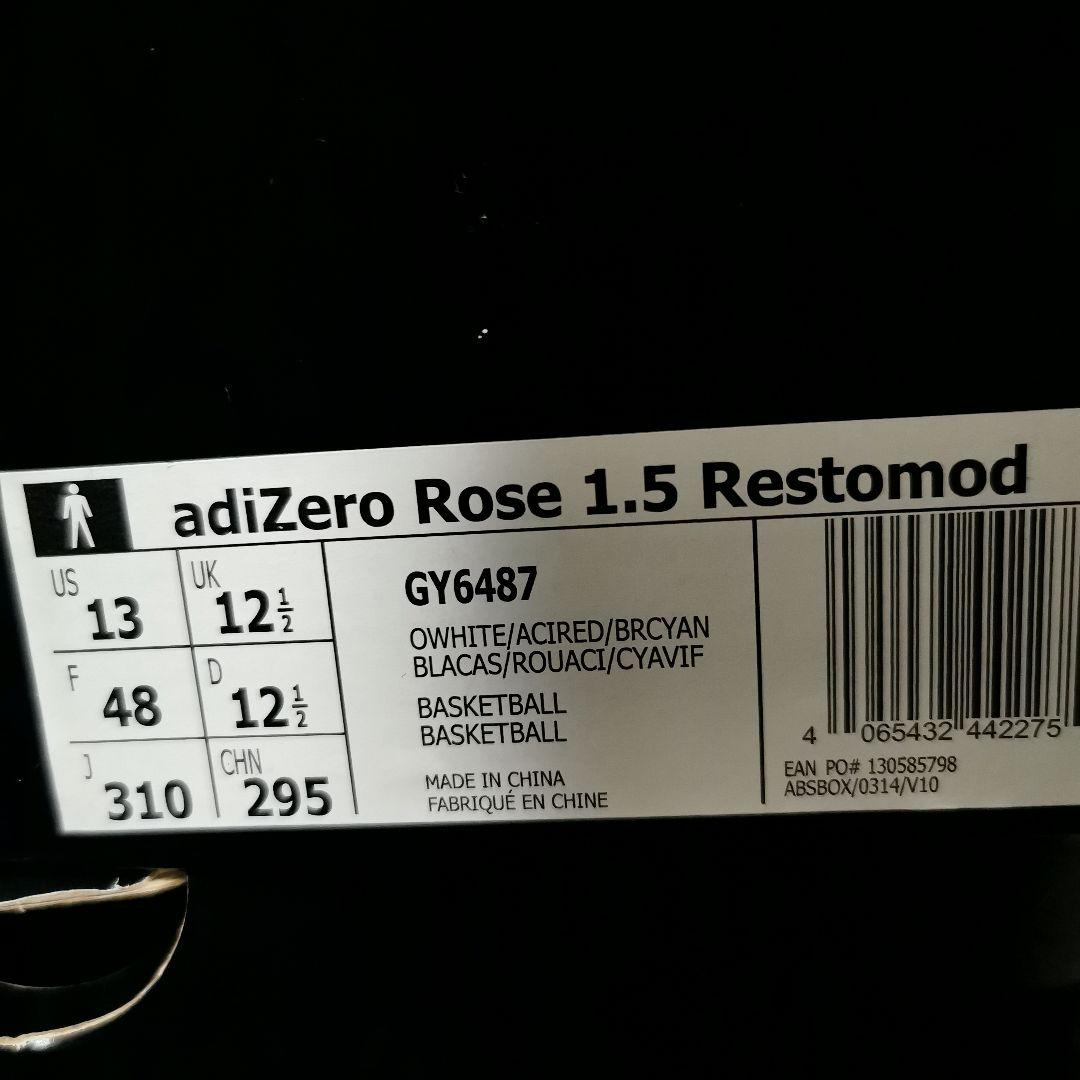 adiZero Rose 1.5 Restomod
US 13
UK 12 1/2
F 48
D 12 1/2
J 310
CHN 295
GY6487
OWHITE/ACIRED/BRCYAN
BLACAS/ROUACI/CYAVIF
BASKETBALL
BASKETBALL
MADE IN CHINA
FABRIQUÉ EN CHINE
4 065432 442275
EAN PO# 130585798
ABSBOX/0314/V10